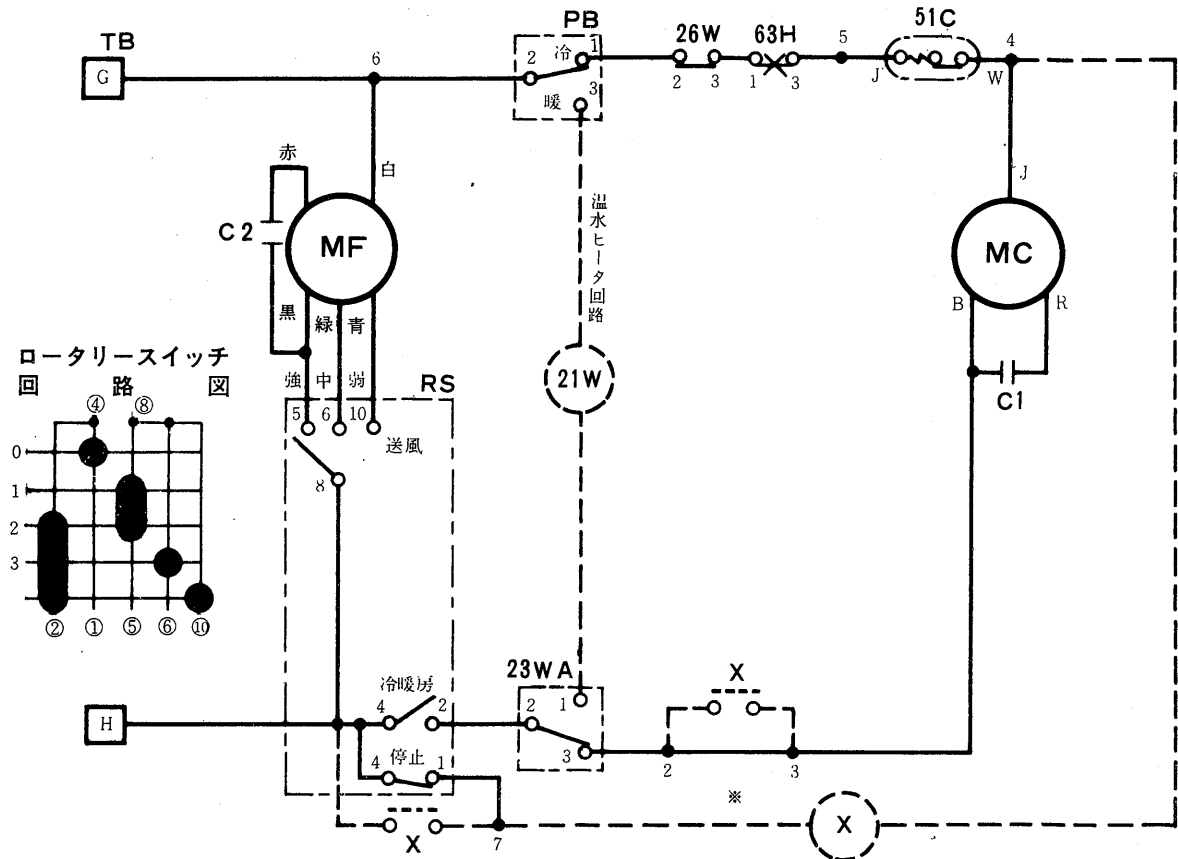 TB
G
6
PB
冷
1
2
3
暖
26W
2 3
63H
1 3
5
51C
J
W
4
赤
白
C2
MF
黒
緑
青
強
中
弱
RS
5 6 10
送風
8
温水ヒータ回路
21W
J
MC
B
R
C1
ロータリースイッチ
回路図
④ ⑧
0
1
2
3
② ① ⑤ ⑥ ⑩
H
冷暖房
4 2
停止
4 1
23WA
2 1
3
X
2 3
※
X
7
X